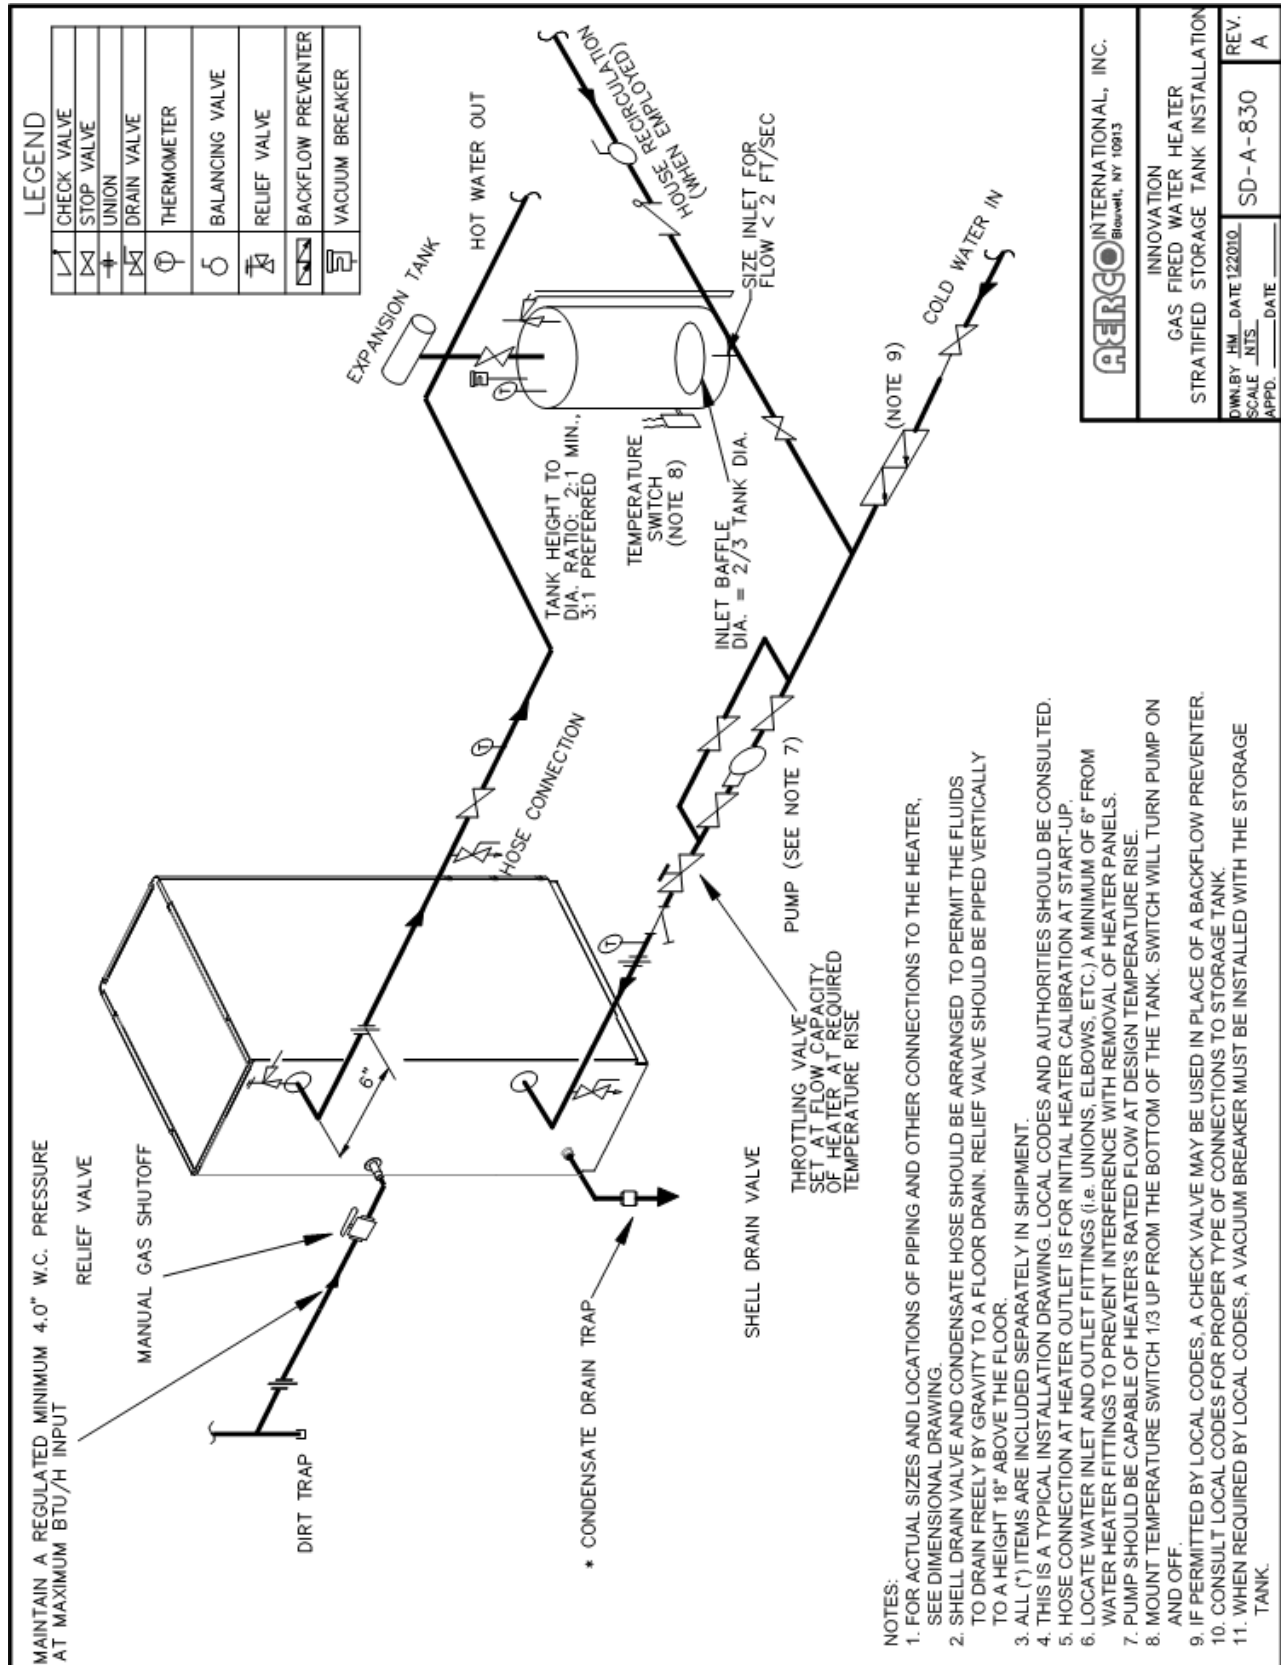 MAINTAIN A REGULATED MINIMUM 4.0" W.C. PRESSURE
AT MAXIMUM BTU/H INPUT
RELIEF VALVE
MANUAL GAS SHUTOFF
DIRT TRAP
* CONDENSATE DRAIN TRAP
SHELL DRAIN VALVE
6"
HOSE CONNECTION
T
T
THROTTLING VALVE
SET AT FLOW CAPACITY
OF HEATER AT REQUIRED
TEMPERATURE RISE
PUMP (SEE NOTE 7)
TANK HEIGHT TO
DIA. RATIO: 2:1 MIN.,
3:1 PREFERRED
TEMPERATURE
SWITCH
(NOTE 8)
INLET BAFFLE
DIA. = 2/3 TANK DIA.
EXPANSION TANK
T
HOT WATER OUT
HOUSE RECIRCULATION
(WHEN EMPLOYED)
SIZE INLET FOR
FLOW < 2 FT/SEC
(NOTE 9)
COLD WATER IN
LEGEND
CHECK VALVE
STOP VALVE
UNION
DRAIN VALVE
THERMOMETER
BALANCING VALVE
RELIEF VALVE
BACKFLOW PREVENTER
VACUUM BREAKER
NOTES:
1. FOR ACTUAL SIZES AND LOCATIONS OF PIPING AND OTHER CONNECTIONS TO THE HEATER,
SEE DIMENSIONAL DRAWING.
2. SHELL DRAIN VALVE AND CONDENSATE HOSE SHOULD BE ARRANGED TO PERMIT THE FLUIDS
TO DRAIN FREELY BY GRAVITY TO A FLOOR DRAIN. RELIEF VALVE SHOULD BE PIPED VERTICALLY
TO A HEIGHT 18" ABOVE THE FLOOR.
3. ALL (*) ITEMS ARE INCLUDED SEPARATELY IN SHIPMENT.
4. THIS IS A TYPICAL INSTALLATION DRAWING. LOCAL CODES AND AUTHORITIES SHOULD BE CONSULTED.
5. HOSE CONNECTION AT HEATER OUTLET IS FOR INITIAL HEATER CALIBRATION AT START-UP.
6. LOCATE WATER INLET AND OUTLET FITTINGS (i.e. UNIONS, ELBOWS, ETC.) A MINIMUM OF 6" FROM
WATER HEATER FITTINGS TO PREVENT INTERFERENCE WITH REMOVAL OF HEATER PANELS.
7. PUMP SHOULD BE CAPABLE OF HEATER'S RATED FLOW AT DESIGN TEMPERATURE RISE.
8. MOUNT TEMPERATURE SWITCH 1/3 UP FROM THE BOTTOM OF THE TANK. SWITCH WILL TURN PUMP ON
AND OFF.
9. IF PERMITTED BY LOCAL CODES, A CHECK VALVE MAY BE USED IN PLACE OF A BACKFLOW PREVENTER.
10. CONSULT LOCAL CODES FOR PROPER TYPE OF CONNECTIONS TO STORAGE TANK.
11. WHEN REQUIRED BY LOCAL CODES, A VACUUM BREAKER MUST BE INSTALLED WITH THE STORAGE
TANK.
AERCO INTERNATIONAL, INC.
Blauvelt, NY 10913
INNOVATION
GAS FIRED WATER HEATER
STRATIFIED STORAGE TANK INSTALLATION
DWN.BY HM DATE 122010
SCALE NTS
APPD. DATE
SD-A-830
REV.
A